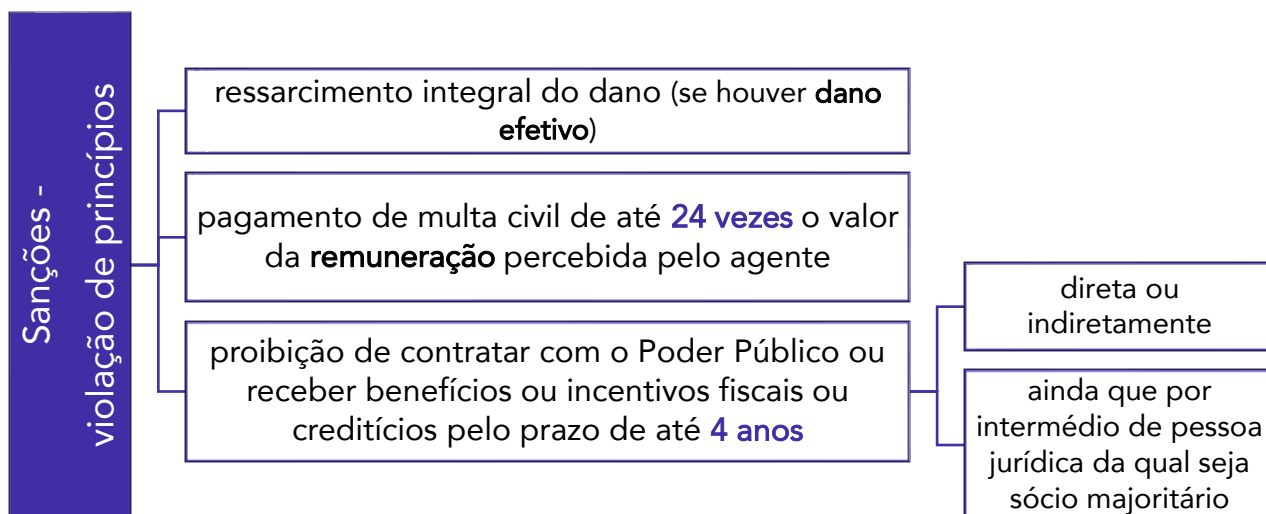 Sanções -
violação de princípios
ressarcimento integral do dano (se houver dano
efetivo)
pagamento de multa civil de até 24 vezes o valor
da remuneração percebida pelo agente
proibição de contratar com o Poder Público ou
receber benefícios ou incentivos fiscais ou
creditícios pelo prazo de até 4 anos
direta ou
indiretamente
ainda que por
intermédio de pessoa
jurídica da qual seja
sócio majoritário